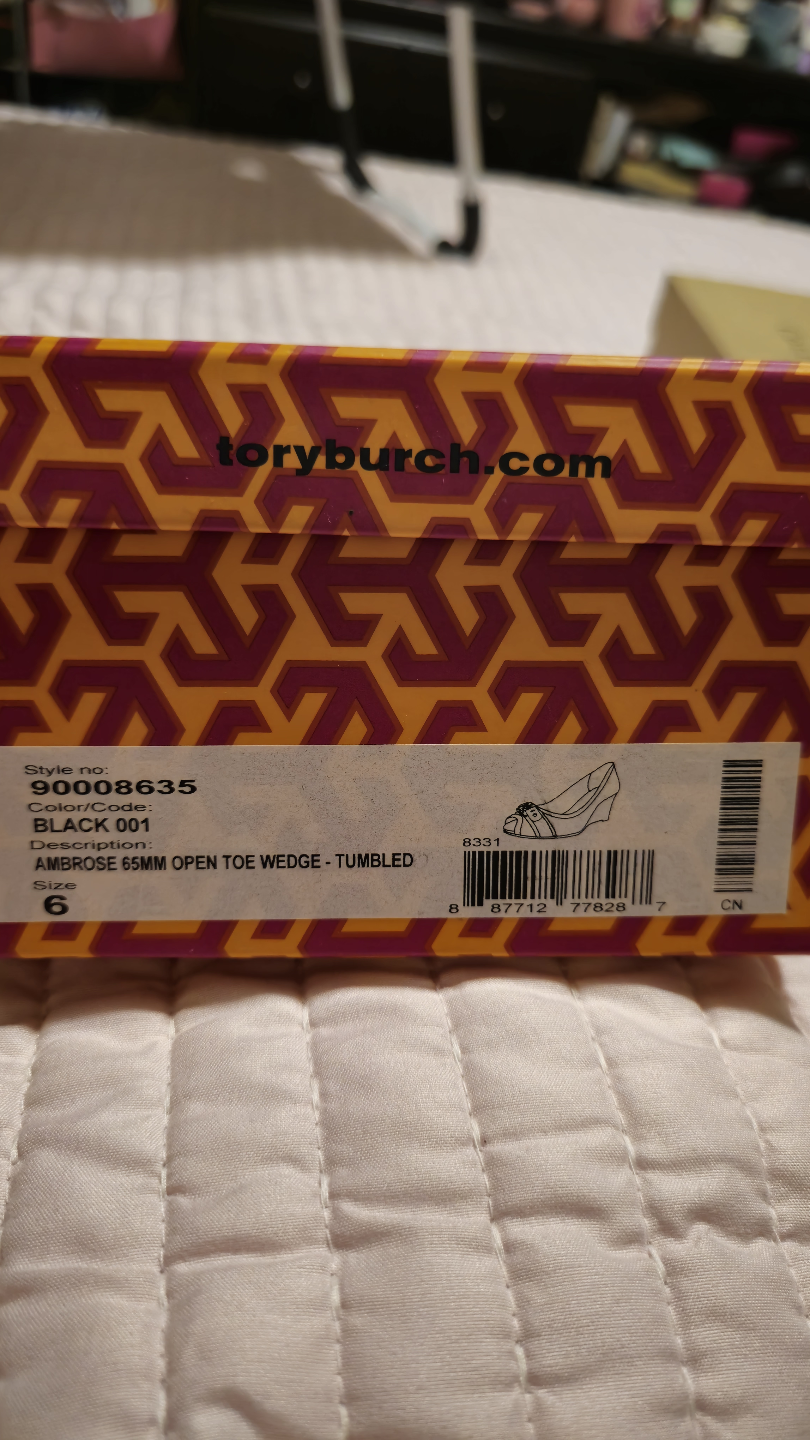 toryburch.com
Style no:
90008635
Color/Code:
BLACK 001
Description:
AMBROSE 65MM OPEN TOE WEDGE - TUMBLED
Size
6
8331
8 87712 77828 7
CN